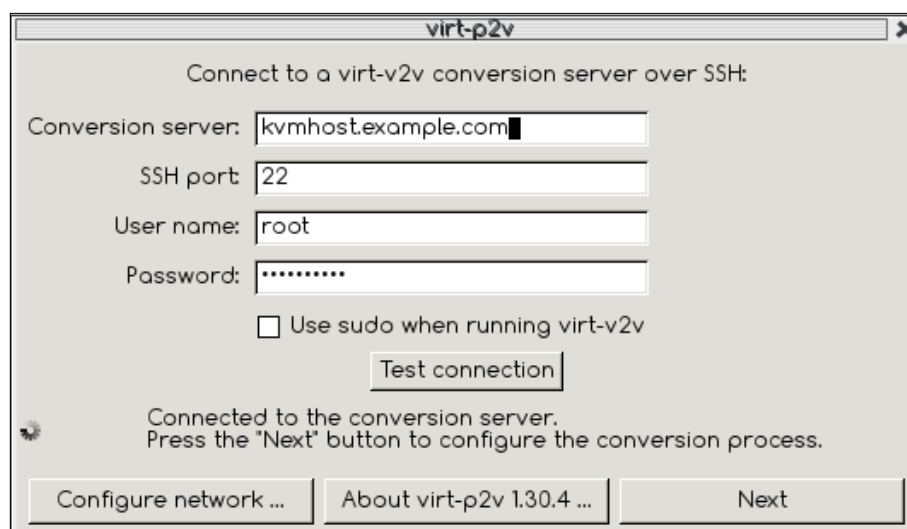 virt-p2v
Connect to a virt-v2v conversion server over SSH:
Conversion server: kvmhost.example.com
SSH port: 22
User name: root
Password: ••••••••••
Use sudo when running virt-v2v
Test connection
Connected to the conversion server.
Press the "Next" button to configure the conversion process.
Configure network ... About virt-p2v 1.30.4 ... Next